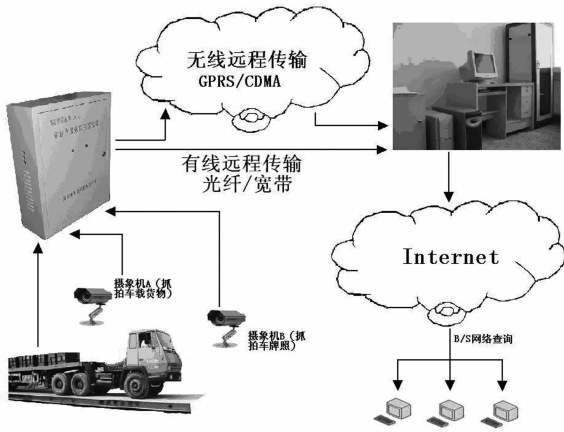 无线远程传输
GPRS/CDMA
有线远程传输
光纤/宽带
Internet
摄象机A（抓
拍车载货物）
摄象机B（抓
拍车牌照）
B/S网络查询